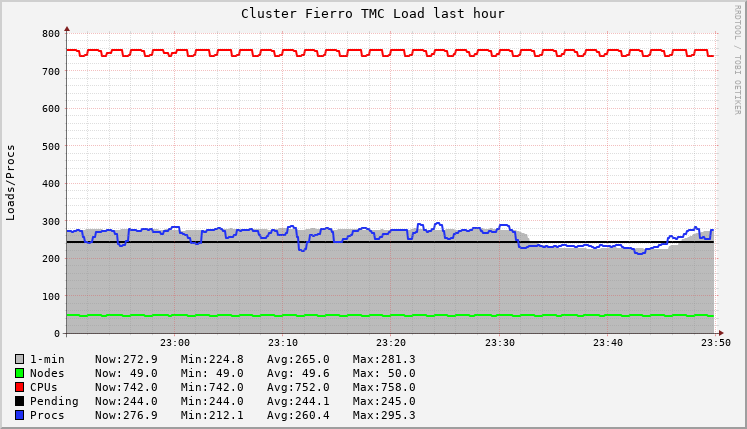 Cluster Fierro TMC Load last hour
RRDTOOL / TOBI OETIKER
Loads/Procs
800
700
600
500
400
300
200
100
0
23:00 23:10 23:20 23:30 23:40 23:50
1-min Now:272.9 Min:224.8 Avg:265.0 Max:281.3
Nodes Now: 49.0 Min: 49.0 Avg: 49.6 Max: 50.0
CPUs Now:742.0 Min:742.0 Avg:752.0 Max:758.0
Pending Now:244.0 Min:244.0 Avg:244.1 Max:245.0
Procs Now:276.9 Min:212.1 Avg:260.4 Max:295.3